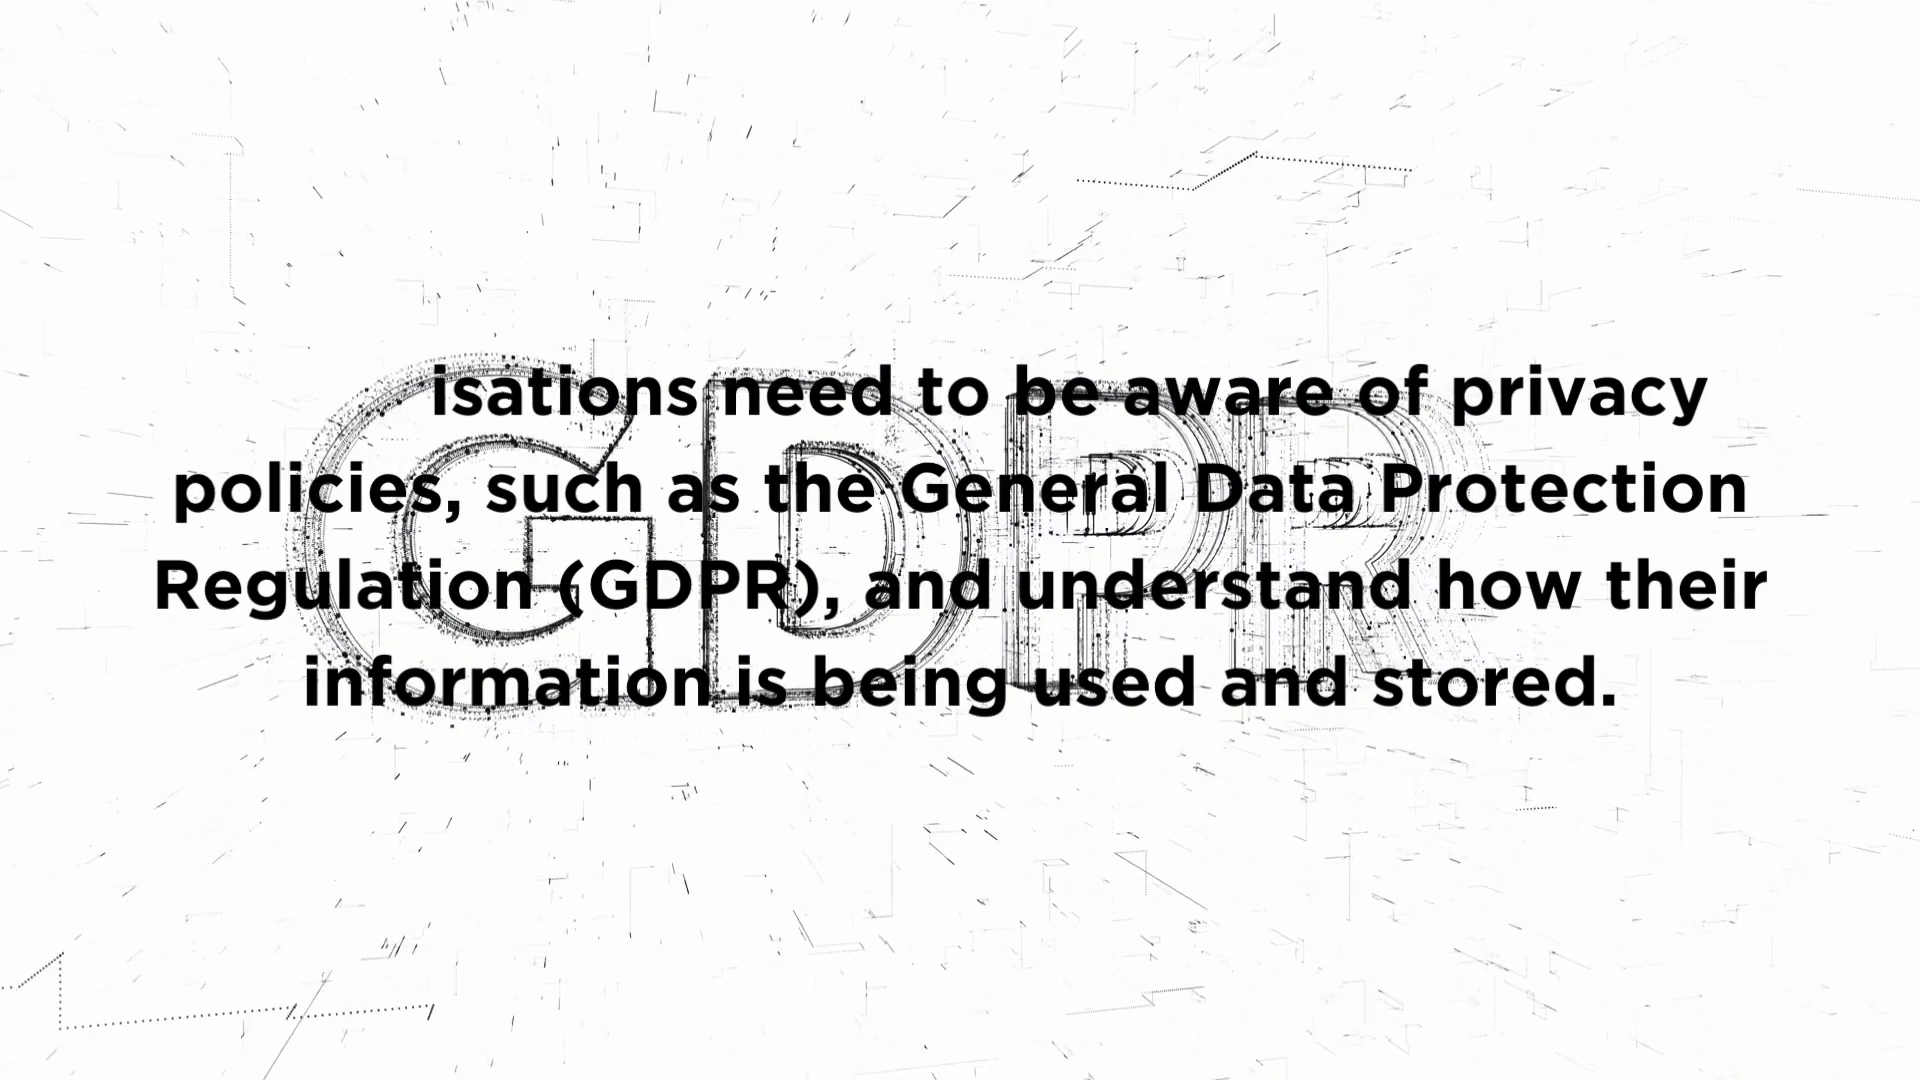 isations need to be aware of privacy
policies, such as the General Data Protection
Regulation (GDPR), and understand how their
information is being used and stored.
GDPR